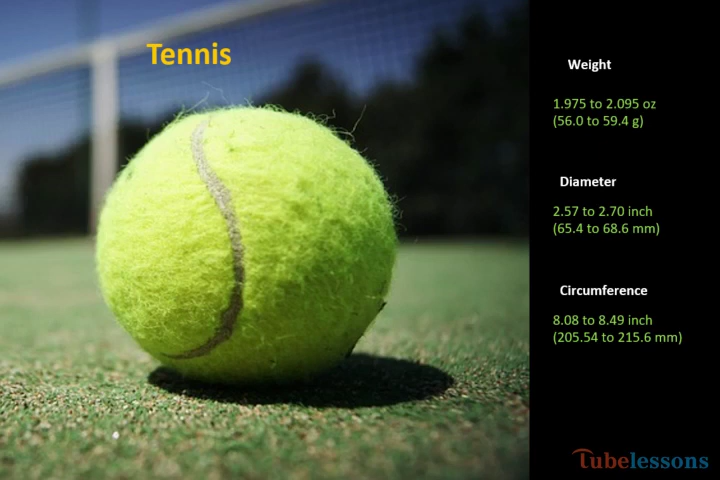 Tennis
Weight
1.975 to 2.095 oz
(56.0 to 59.4 g)
Diameter
2.57 to 2.70 inch
(65.4 to 68.6 mm)
Circumference
8.08 to 8.49 inch
(205.54 to 215.6 mm)
Tubelessons